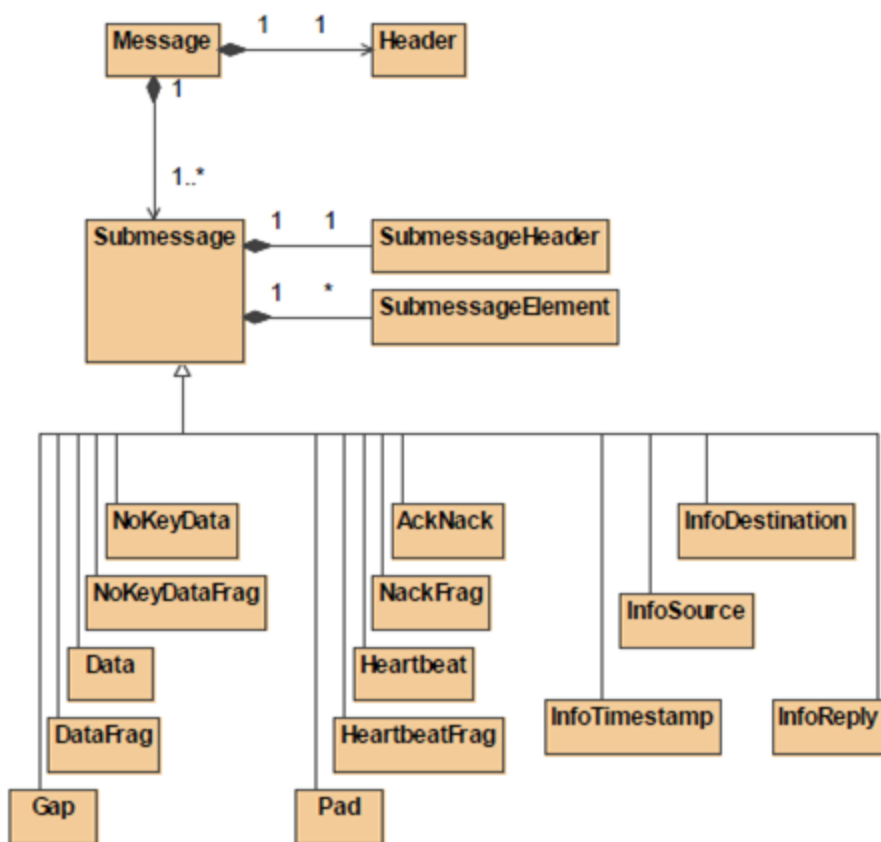 Message
1
1
Header
1
1..*
Submessage
1
1
SubmessageHeader
1
*
SubmessageElement
NoKeyData
AckNack
InfoDestination
NoKeyDataFrag
NackFrag
InfoSource
Data
Heartbeat
InfoTimestamp
InfoReply
DataFrag
HeartbeatFrag
Gap
Pad